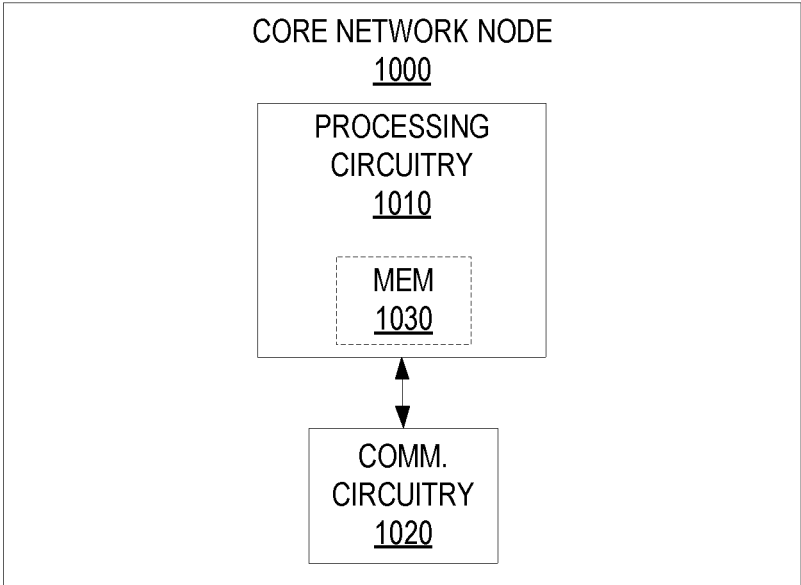 CORE NETWORK NODE
1000
PROCESSING
CIRCUITRY
1010
MEM
1030
COMM.
CIRCUITRY
1020